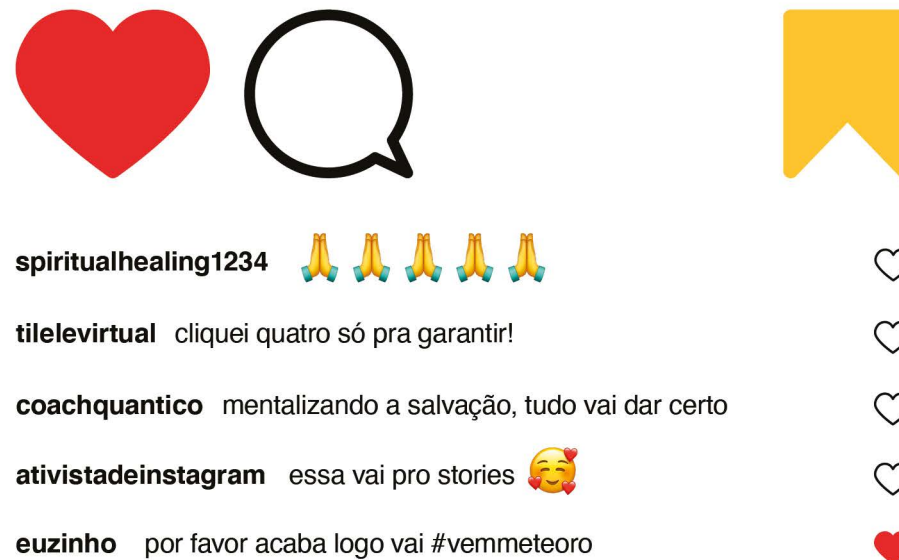 spiritualhealing1234 🙏 🙏 🙏 🙏 🙏
tilelevirtual cliquei quatro só pra garantir!
coachquantico mentalizando a salvação, tudo vai dar certo
ativistadeinstagram essa vai pro stories 🥰
euzinho por favor acaba logo vai #vemmeteoro